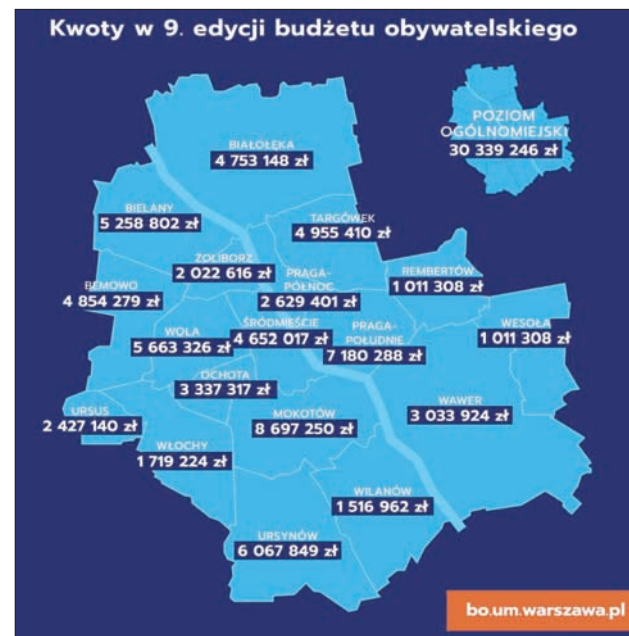 Kwoty w 9. edycji budżetu obywatelskiego
POZIOM
OGÓLNOMIEJSKI
30 339 246 zł
BIAŁOŁĘKA
4 753 148 zł
BIELANY
5 258 802 zł
TARGÓWEK
4 955 410 zł
ŻOLIBORZ
2 022 616 zł
PRAGA-
PÓŁNOC
2 629 401 zł
REMBERTÓW
1 011 308 zł
BEMOWO
4 854 279 zł
WOLA
5 663 326 zł
ŚRÓDMIEŚCIE
4 652 017 zł
PRAGA-
POŁUDNIE
7 180 288 zł
WESOŁA
1 011 308 zł
OCHOTA
3 337 317 zł
URSUS
2 427 140 zł
MOKOTÓW
8 697 250 zł
WAWER
3 033 924 zł
WŁOCHY
1 719 224 zł
WILANÓW
1 516 962 zł
URSYNÓW
6 067 849 zł
bo.um.warszawa.pl